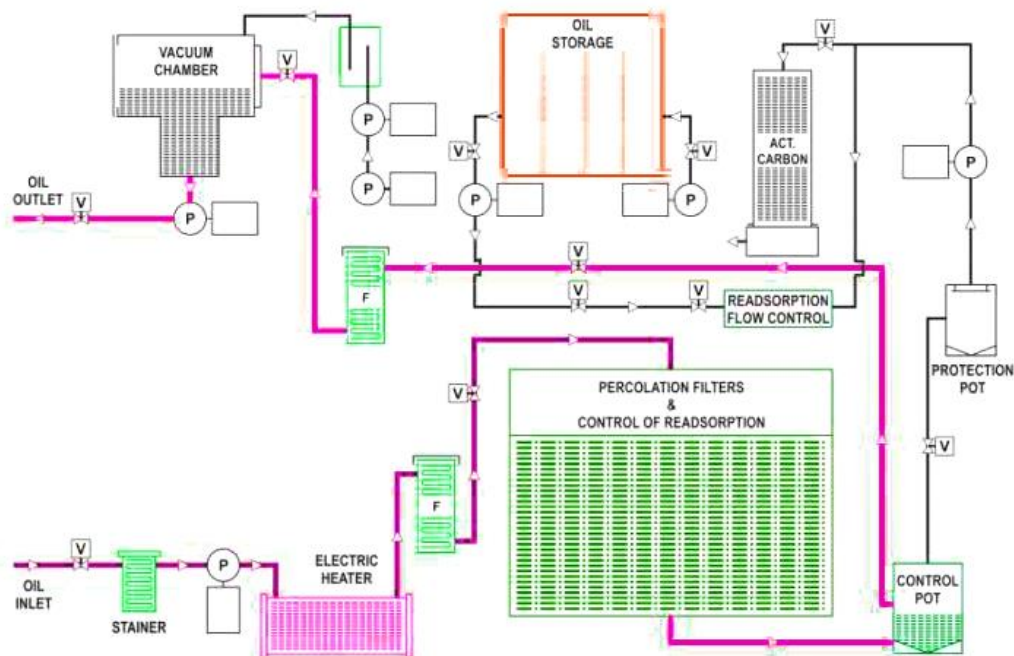 VACUUM
CHAMBER
V
OIL
STORAGE
V
P
ACT.
CARBON
P
V
V
P
OIL
OUTLET
V
P
P
P
V
F
V
V
READSORPTION
FLOW CONTROL
PROTECTION
POT
PERCOLATION FILTERS
&
CONTROL OF READSORPTION
V
V
F
V
OIL
INLET
STAINER
P
ELECTRIC
HEATER
CONTROL
POT